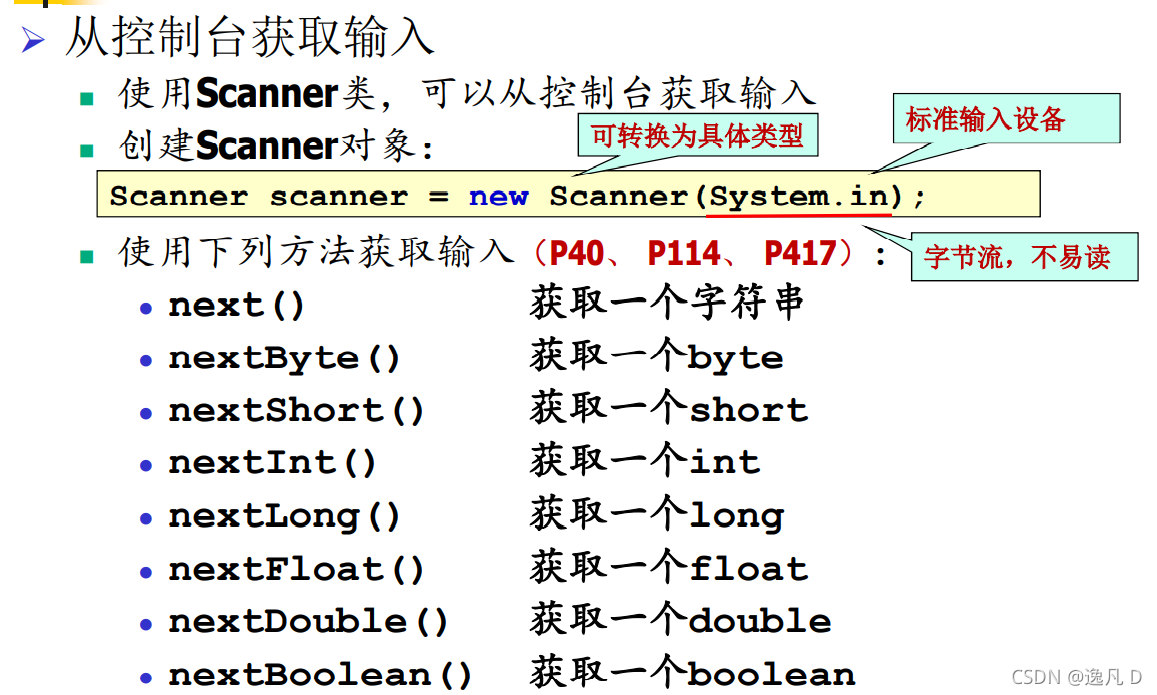 从控制台获取输入
使用Scanner类，可以从控制台获取输入
创建Scanner对象：
可转换为具体类型
标准输入设备
Scanner scanner = new Scanner(System.in);
使用下列方法获取输入（P40、 P114、 P417）:
字节流，不易读
next() 获取一个字符串
nextByte() 获取一个byte
nextShort() 获取一个short
nextInt() 获取一个int
nextLong() 获取一个long
nextFloat() 获取一个float
nextDouble() 获取一个double
nextBoolean() 获取一个boolean
CSDN @逸凡 D